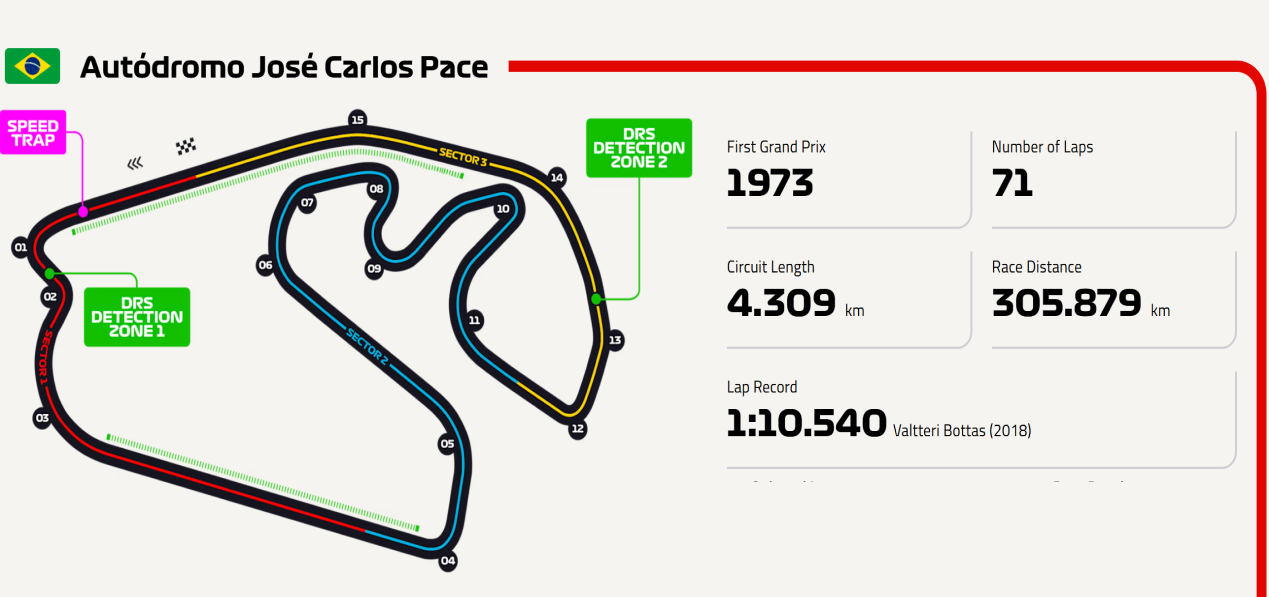 Autódromo José Carlos Pace
SPEED
TRAP
15
SECTOR 3
DRS
DETECTION
ZONE 2
14
08
07
10
01
06
09
02
DRS
DETECTION
ZONE 1
11
13
SECTOR 2
SECTOR 1
03
12
05
04
First Grand Prix
1973
Number of Laps
71
Circuit Length
4.309 km
Race Distance
305.879 km
Lap Record
1:10.540 Valtteri Bottas (2018)